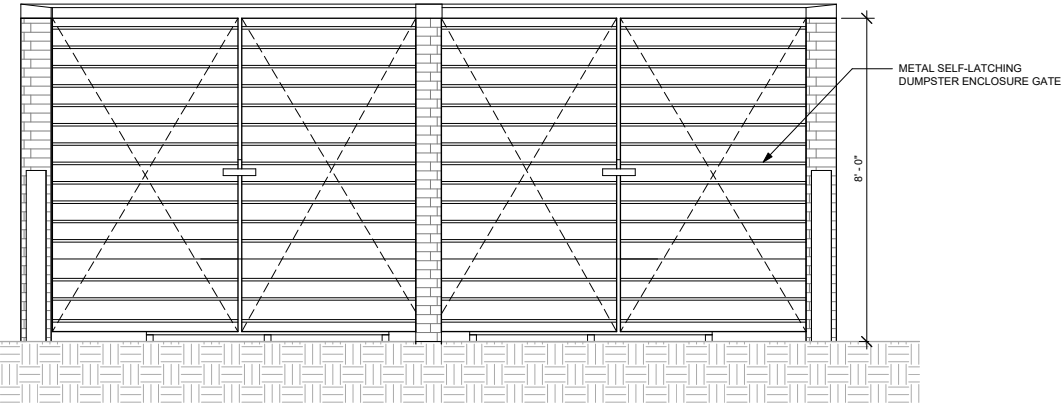 METAL SELF-LATCHING
DUMPSTER ENCLOSURE GATE
8' - 0"